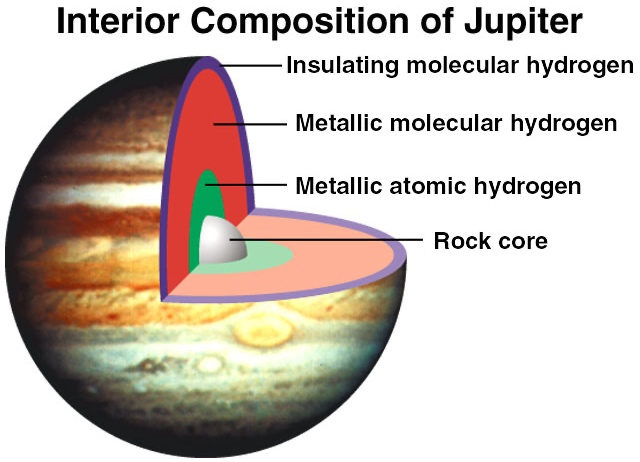 Interior Composition of Jupiter
Insulating molecular hydrogen
Metallic molecular hydrogen
Metallic atomic hydrogen
Rock core